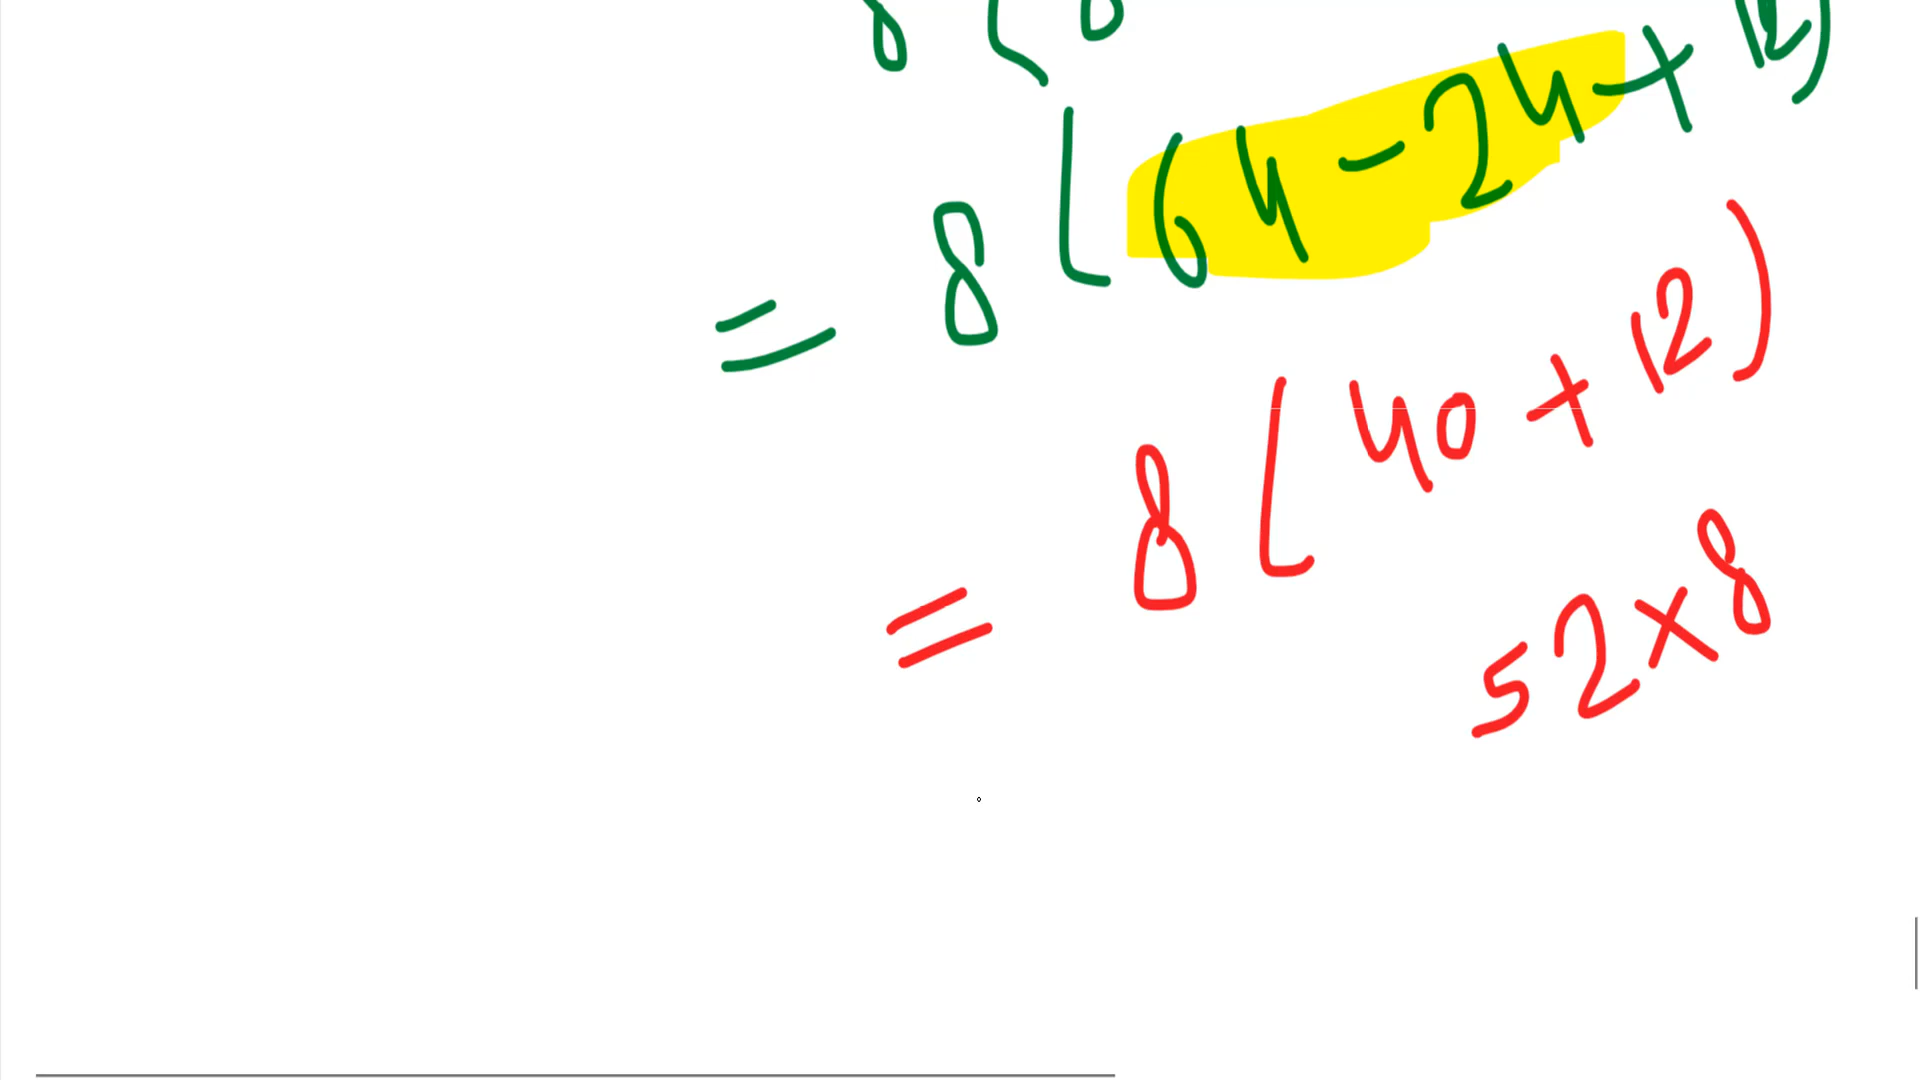 = 8 (64 - 24 + 12)
= 8 (40 + 12)
52 × 8